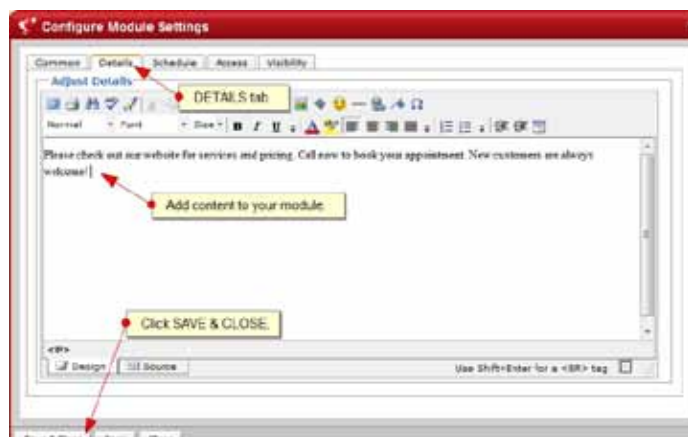 Configure Module Settings
Common Details Schedule Access Visibility
Adjust Details
DETAILS tab
Normal Font Size B I U A
Please check out our website for services and pricing. Call now to book your appointment. New customers are always
welcome!
Add content to your module.
Click SAVE & CLOSE.
Design Source Use Shift+Enter for a <BR> tag